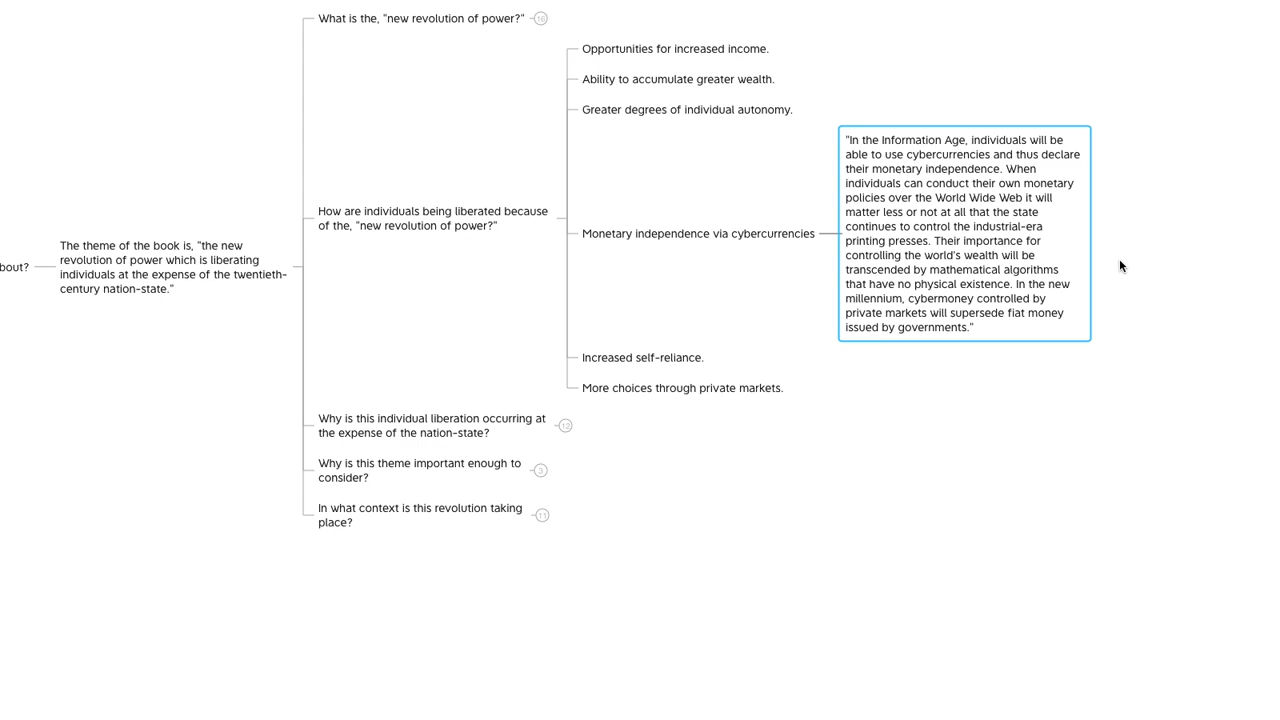 What is the, "new revolution of power?"
16
Opportunities for increased income.
Ability to accumulate greater wealth.
Greater degrees of individual autonomy.
How are individuals being liberated because
of the, "new revolution of power?"
Monetary independence via cybercurrencies
"In the Information Age, individuals will be
able to use cybercurrencies and thus declare
their monetary independence. When
individuals can conduct their own monetary
policies over the World Wide Web it will
matter less or not at all that the state
continues to control the industrial-era
printing presses. Their importance for
controlling the world's wealth will be
transcended by mathematical algorithms
that have no physical existence. In the new
millennium, cybermoney controlled by
private markets will supersede fiat money
issued by governments."
bout?
The theme of the book is, "the new
revolution of power which is liberating
individuals at the expense of the twentieth-
century nation-state."
Increased self-reliance.
More choices through private markets.
Why is this individual liberation occurring at
the expense of the nation-state?
12
Why is this theme important enough to
consider?
3
In what context is this revolution taking
place?
11